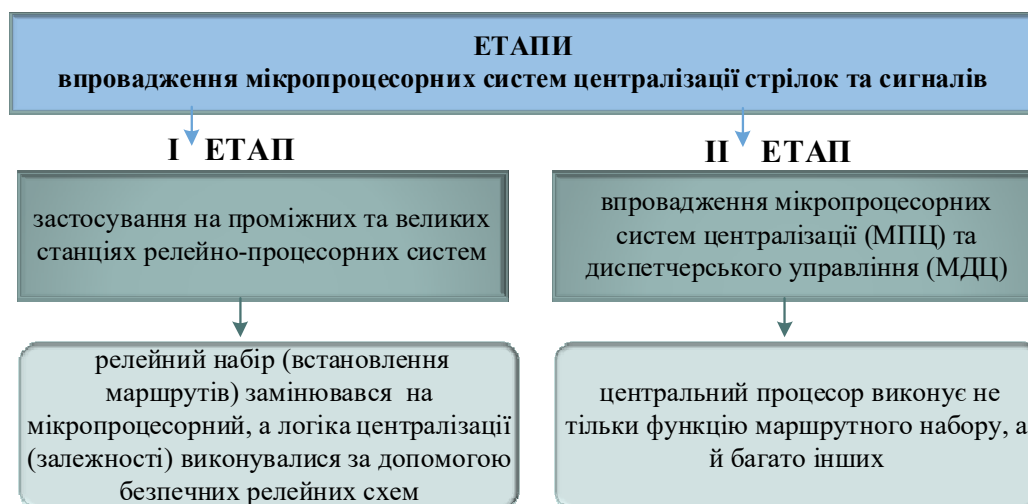 ЕТАПИ
впровадження мікропроцесорних систем централізації стрілок та сигналів
І ЕТАП
застосування на проміжних та великих
станціях релейно-процесорних систем
релейний набір (встановлення
маршрутів) замінювався на
мікропроцесорний, а логіка централізації
(залежності) виконувалися за допомогою
безпечних релейних схем
ІІ ЕТАП
впровадження мікропроцесорних
систем централізації (МПЦ) та
диспетчерського управління (МДЦ)
центральний процесор виконує не
тільки функцію маршрутного набору, а
й багато інших